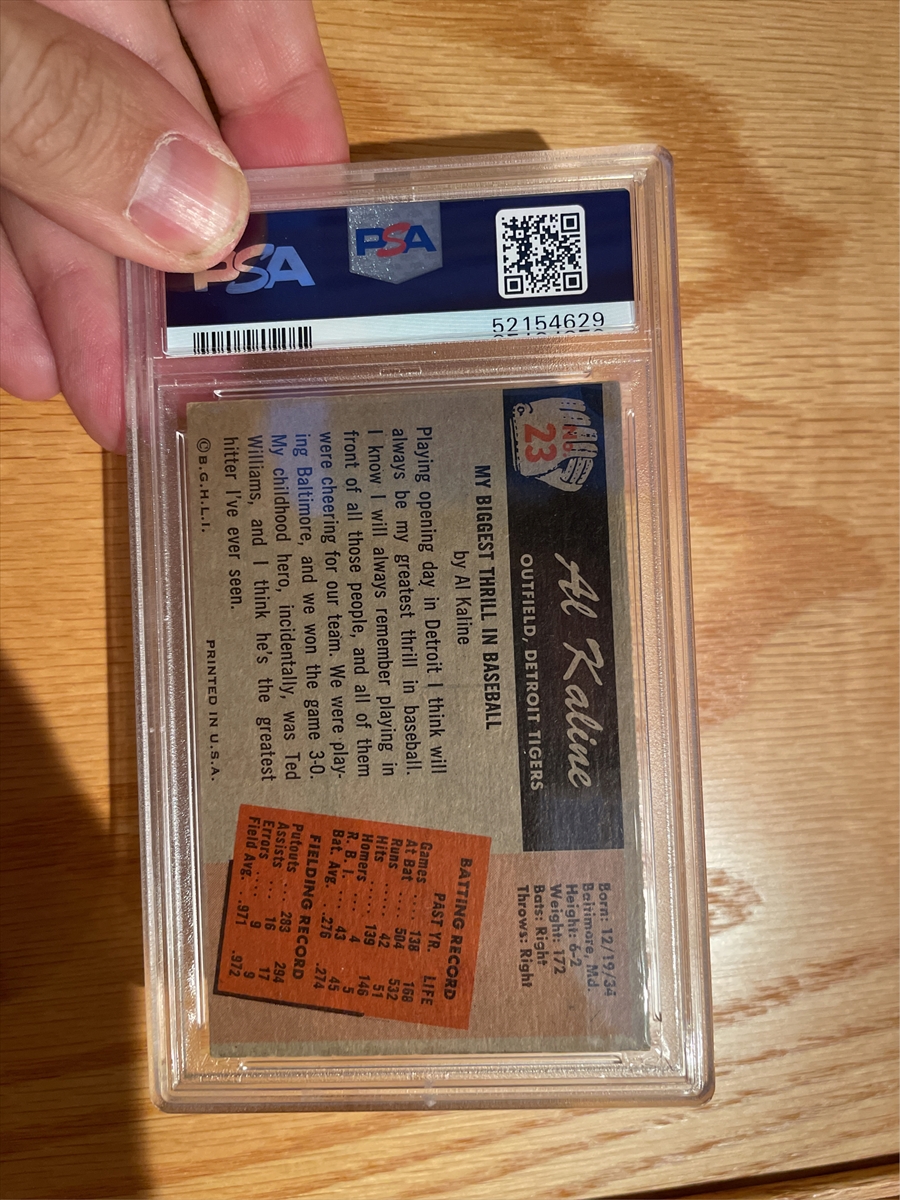 PSA
PSA
52154629
23
Al Kaline
OUTFIELD, DETROIT TIGERS
Born: 12/19/34
Baltimore, Md.
Height: 6-2
Weight: 172
Bats: Right
Throws: Right
MY BIGGEST THRILL IN BASEBALL
by Al Kaline
Playing opening day in Detroit I think will
always be my greatest thrill in baseball.
I know I will always remember playing in
front of all those people, and all of them
were cheering for our team. We were play-
ing Baltimore, and we won the game 3-0.
My childhood hero, incidentally, was Ted
Williams, and I think he's the greatest
hitter I've ever seen.
BATTING RECORD
PAST YR. LIFE
Games .... 138 168
At Bat .... 504 532
Runs .... 42 51
Hits .... 139 146
Homers .... 4 5
R. B. I. .... 43 45
Bat. Avg. .276 .274
FIELDING RECORD
Putouts ... 283 294
Assists .... 16 17
Errors .... 9 9
Field Avg. .971 .972
© B.G.H.L.I. PRINTED IN U.S.A.